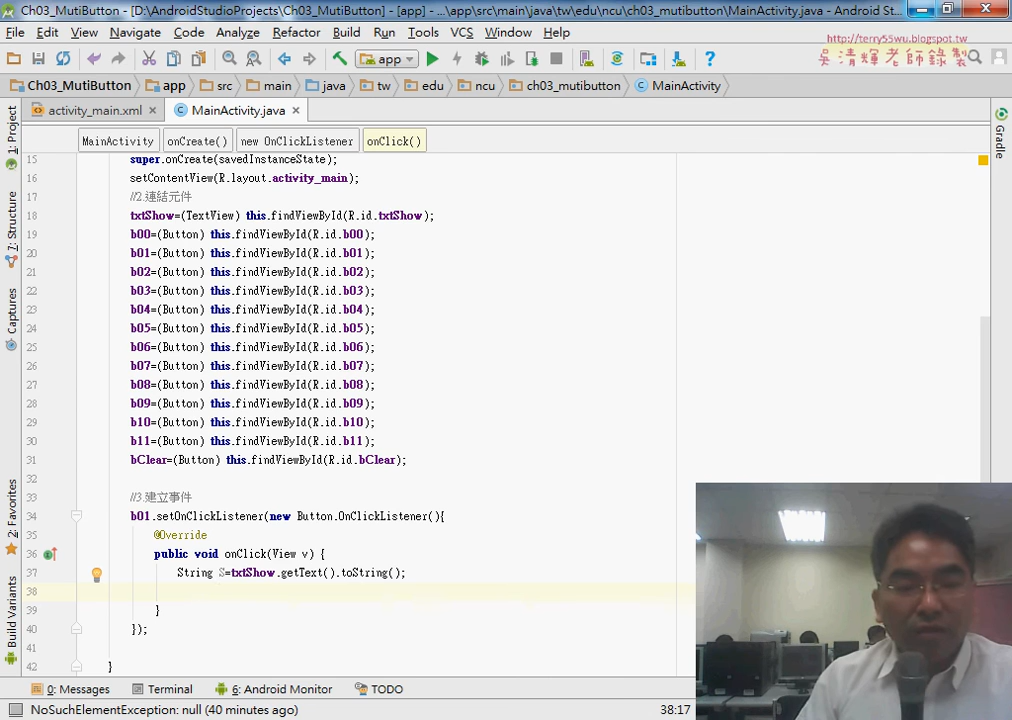 Ch03_MutiButton - [D:\AndroidStudioProjects\Ch03_MutiButton] - [app] - ...\app\src\main\java\tw\edu\ncu\ch03_mutibutton\MainActivity.java - Android St...
File Edit View Navigate Code Analyze Refactor Build Run Tools VCS Window Help
http://terry55wu.blogspot.tw
吳清輝老師錄製
app
Ch03_MutiButton app src main java tw edu ncu ch03_mutibutton MainActivity
activity_main.xml MainActivity.java
MainActivity onCreate() new OnClickListener onClick()
15 super.onCreate(savedInstanceState);
16 setContentView(R.layout.activity_main);
17 //2.連結元件
18 txtShow=(TextView) this.findViewById(R.id.txtShow);
19 b00=(Button) this.findViewById(R.id.b00);
20 b01=(Button) this.findViewById(R.id.b01);
21 b02=(Button) this.findViewById(R.id.b02);
22 b03=(Button) this.findViewById(R.id.b03);
23 b04=(Button) this.findViewById(R.id.b04);
24 b05=(Button) this.findViewById(R.id.b05);
25 b06=(Button) this.findViewById(R.id.b06);
26 b07=(Button) this.findViewById(R.id.b07);
27 b08=(Button) this.findViewById(R.id.b08);
28 b09=(Button) this.findViewById(R.id.b09);
29 b10=(Button) this.findViewById(R.id.b10);
30 b11=(Button) this.findViewById(R.id.b11);
31 bClear=(Button) this.findViewById(R.id.bClear);
32
33 //3.建立事件
34 b01.setOnClickListener(new Button.OnClickListener(){
35 @Override
36 public void onClick(View v) {
37 String S=txtShow.getText().toString();
38
39 }
40 });
41
42 }
1: Project
7: Structure
Captures
2: Favorites
Build Variants
Gradle
0: Messages Terminal 6: Android Monitor TODO
NoSuchElementException: null (40 minutes ago) 38:17